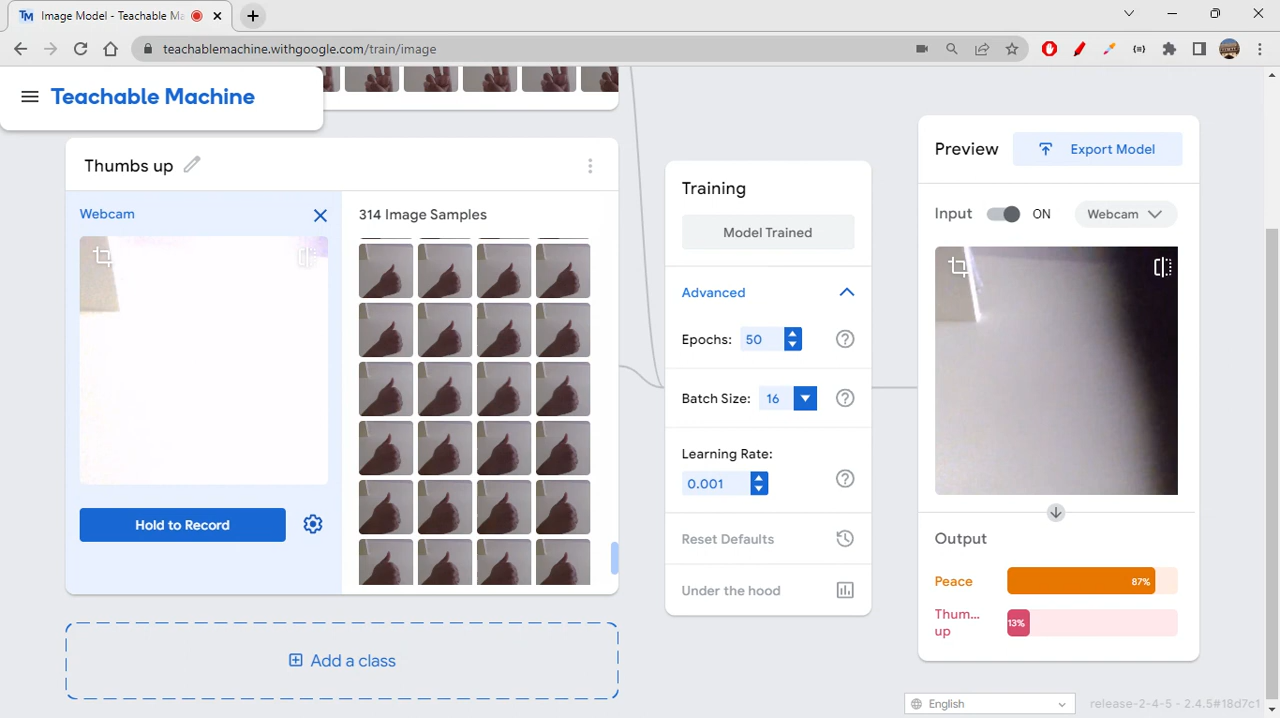 Image Model - Teachable Ma
teachablemachine.withgoogle.com/train/image
Teachable Machine
Thumbs up
Webcam
314 Image Samples
Hold to Record
Add a class
Training
Model Trained
Advanced
Epochs: 50
Batch Size: 16
Learning Rate:
0.001
Reset Defaults
Under the hood
Preview
Export Model
Input ON Webcam
Output
Peace 87%
Thum...
up
13%
English
release-2-4-5 - 2.4.5#18d7c1